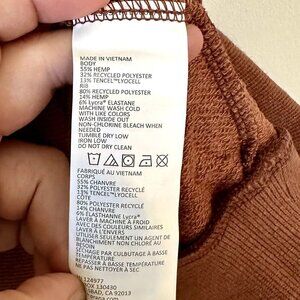 MADE IN VIETNAM
BODY
55% HEMP
32% RECYCLED POLYESTER
13% TENCEL™LYOCELL
RIB
80% RECYCLED POLYESTER
14% HEMP
6% Lycra® ELASTANE
MACHINE WASH COLD
WITH LIKE COLORS
WASH INSIDE OUT
NON-CHLORINE BLEACH WHEN
NEEDED
TUMBLE DRY LOW
IRON LOW
DO NOT DRY CLEAN
FABRIQUÉ AU VIETNAM
CORPS
55% CHANVRE
32% POLYESTER RECYCLÉ
13% TENCEL™LYOCELL
CÔTE
80% POLYESTER RECYCLÉ
14% CHANVRE
6% ELASTHANNE Lycra®
LAVER À MACHINE À FROID
AVEC DES COULEURS SIMILAIRES
LAVER À L'ENVERS
UTILISER SEULEMENT UN AGENT DE
BLANCHIMENT NON CHLORÉ AU
BESOIN
SÉCHAGE PAR CULBUTAGE À BASSE
TEMPÉRATURE
REPASSER À BASSE TEMPÉRATURE
NE PAS NETTOYER À SEC
124977
BOX 130430
SBAD, CA 92013